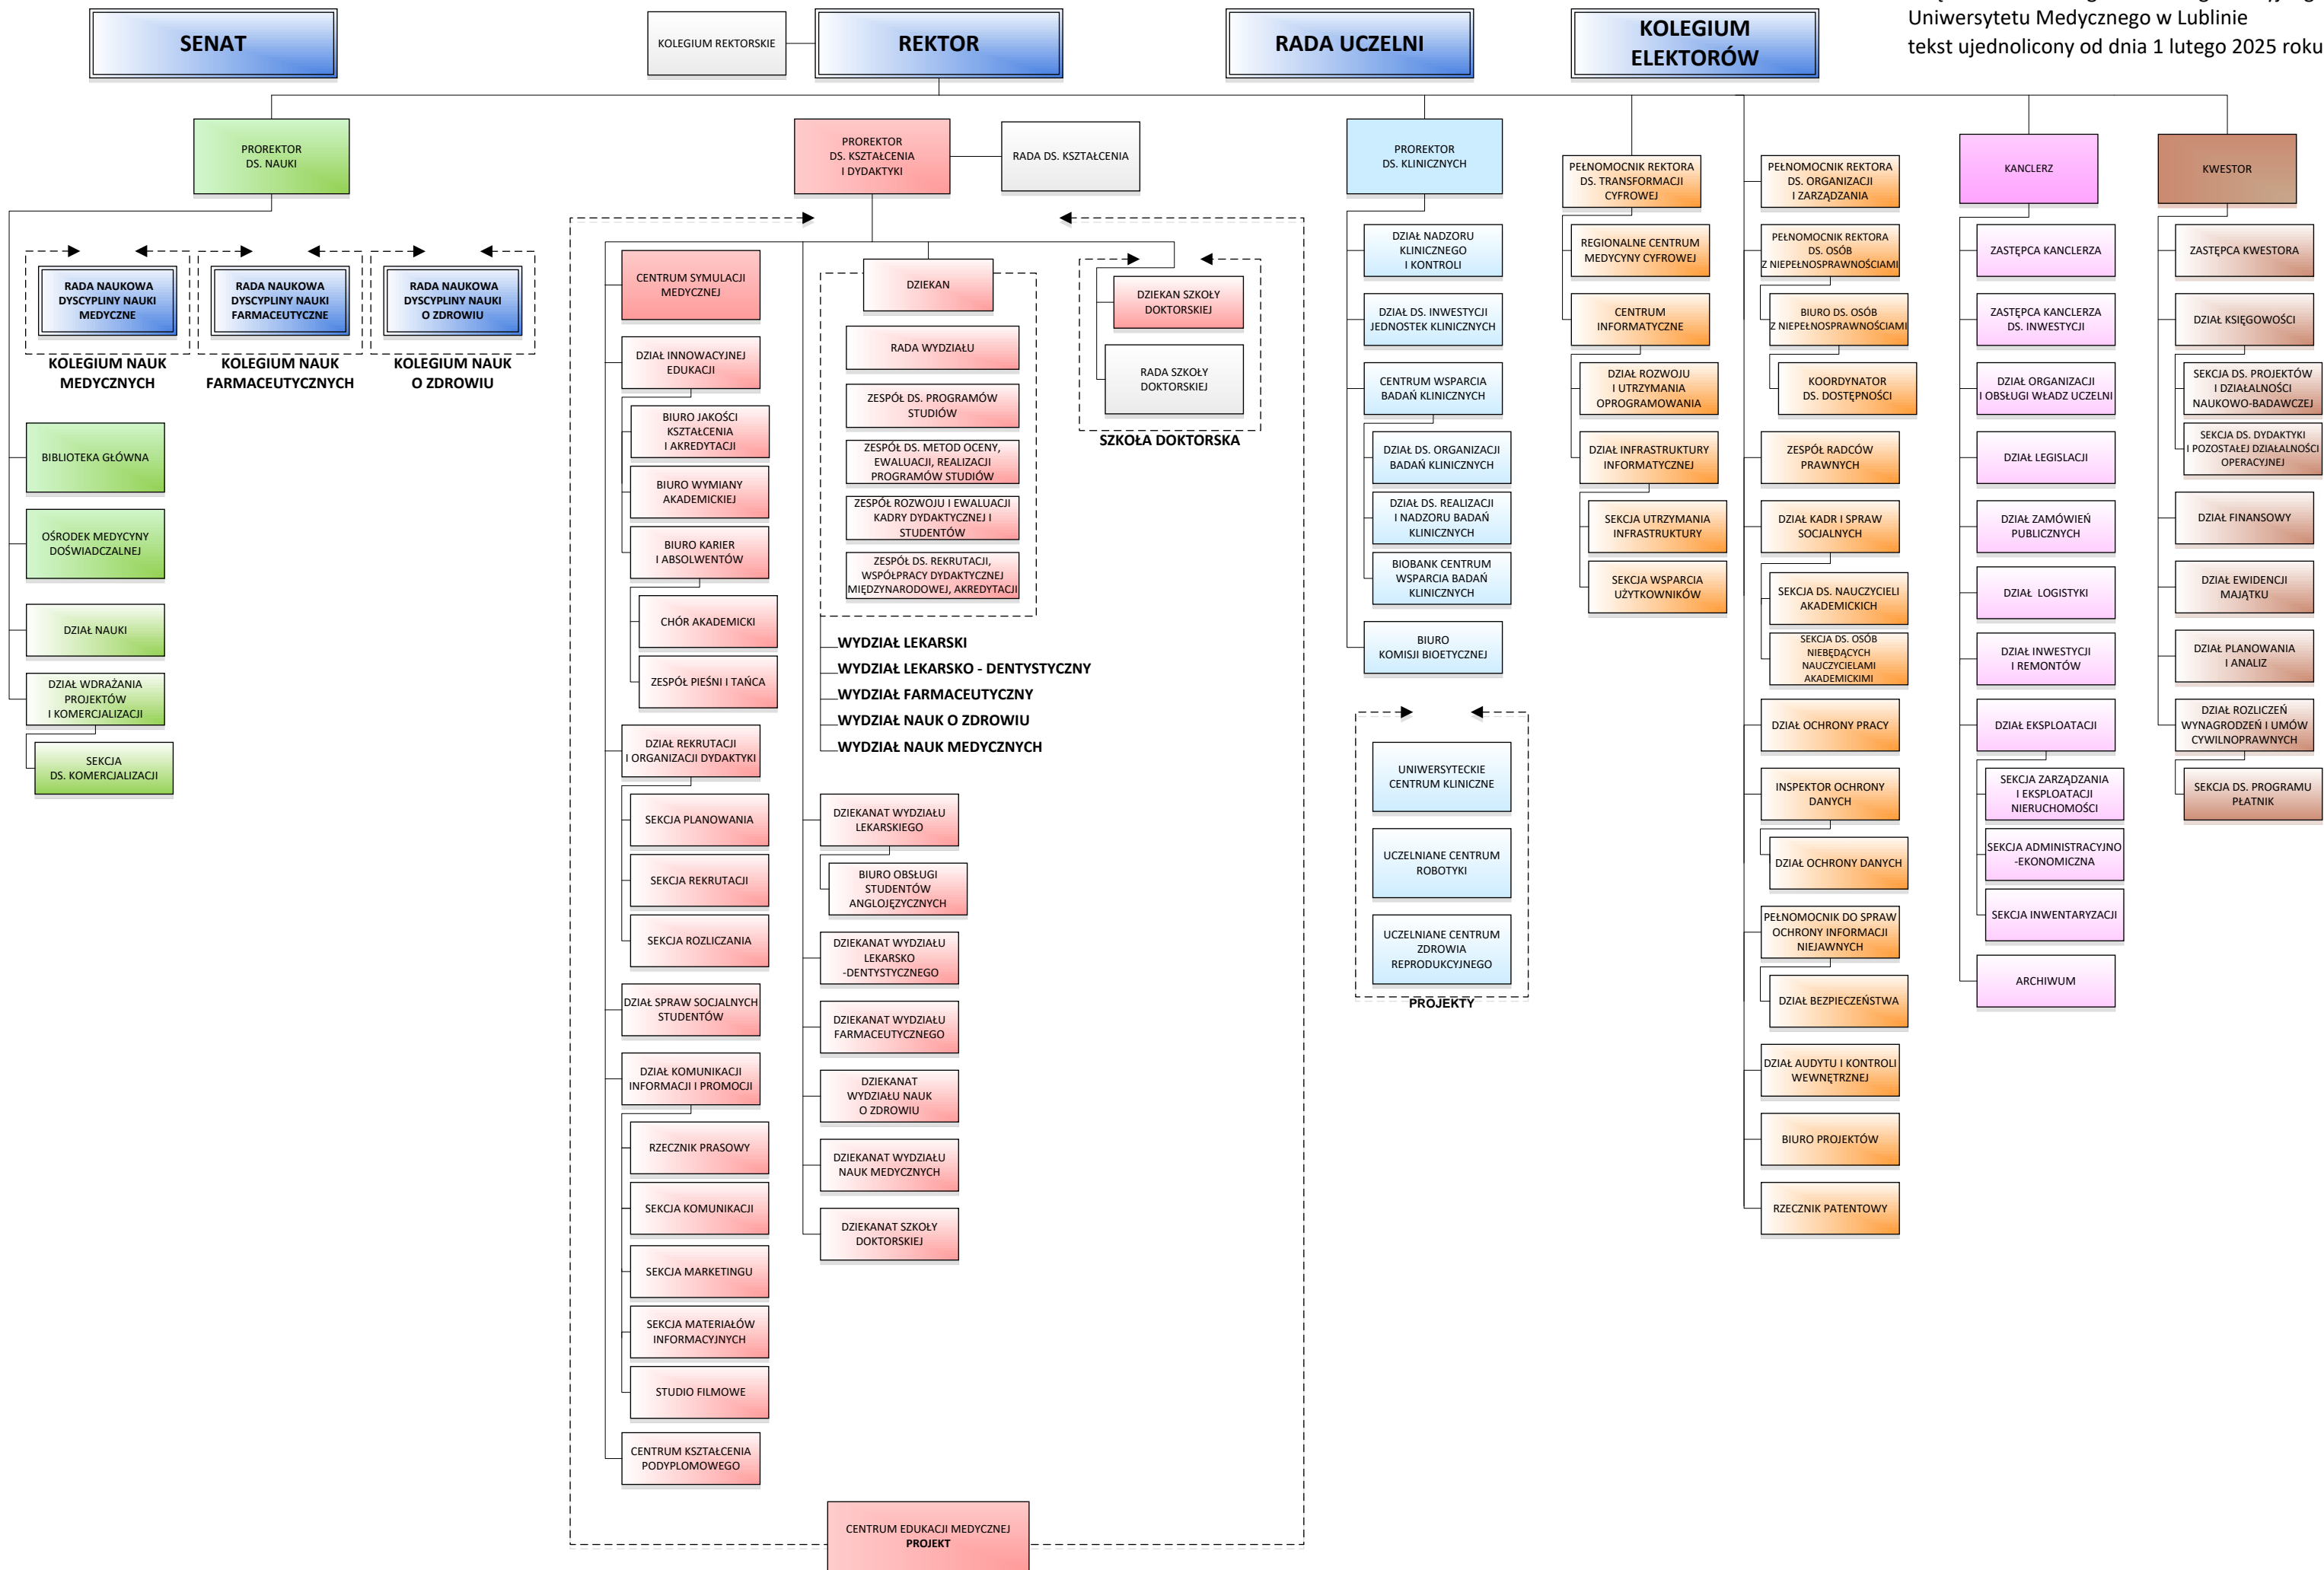 Uniwersytetu Medycznego w Lublinie
tekst ujednolicony od dnia 1 lutego 2025 roku
SENAT
KOLEGIUM REKTORSKIE
REKTOR
RADA UCZELNI
KOLEGIUM
ELEKTORÓW
PROREKTOR
DS. NAUKI
PROREKTOR
DS. KSZTAŁCENIA
I DYDAKTYKI
RADA DS. KSZTAŁCENIA
PROREKTOR
DS. KLINICZNYCH
PEŁNOMOCNIK REKTORA
DS. TRANSFORMACJI
CYFROWEJ
PEŁNOMOCNIK REKTORA
DS. ORGANIZACJI
I ZARZĄDZANIA
KANCLERZ
KWESTOR
RADA NAUKOWA
DYSCYPLINY NAUKI
MEDYCZNE
KOLEGIUM NAUK
MEDYCZNYCH
RADA NAUKOWA
DYSCYPLINY NAUKI
FARMACEUTYCZNE
KOLEGIUM NAUK
FARMACEUTYCZNYCH
RADA NAUKOWA
DYSCYPLINY NAUKI
O ZDROWIU
KOLEGIUM NAUK
O ZDROWIU
BIBLIOTEKA GŁÓWNA
OŚRODEK MEDYCYNY
DOŚWIADCZALNEJ
DZIAŁ NAUKI
DZIAŁ WDRAŻANIA
PROJEKTÓW
I KOMERCJALIZACJI
SEKCJA
DS. KOMERCJALIZACJI
CENTRUM SYMULACJI
MEDYCZNEJ
DZIAŁ INNOWACYJNEJ
EDUKACJI
BIURO JAKOŚCI
KSZTAŁCENIA
I AKREDYTACJI
BIURO WYMIANY
AKADEMICKIEJ
BIURO KARIER
I ABSOLWENTÓW
CHÓR AKADEMICKI
ZESPÓŁ PIEŚNI I TAŃCA
DZIAŁ REKRUTACJI
I ORGANIZACJI DYDAKTYKI
SEKCJA PLANOWANIA
SEKCJA REKRUTACJI
SEKCJA ROZLICZANIA
DZIAŁ SPRAW SOCJALNYCH
STUDENTÓW
DZIAŁ KOMUNIKACJI
INFORMACJI I PROMOCJI
RZECZNIK PRASOWY
SEKCJA KOMUNIKACJI
SEKCJA MARKETINGU
SEKCJA MATERIAŁÓW
INFORMACYJNYCH
STUDIO FILMOWE
CENTRUM KSZTAŁCENIA
PODYPLOMOWEGO
DZIEKAN
RADA WYDZIAŁU
ZESPÓŁ DS. PROGRAMÓW
STUDIÓW
ZESPÓŁ DS. METOD OCENY,
EWALUACJI, REALIZACJI
PROGRAMÓW STUDIÓW
ZESPÓŁ ROZWOJU I EWALUACJI
KADRY DYDAKTYCZNEJ I
STUDENTÓW
ZESPÓŁ DS. REKRUTACJI,
WSPÓŁPRACY DYDAKTYCZNEJ
MIĘDZYNARODOWEJ, AKREDYTACJI
WYDZIAŁ LEKARSKI
WYDZIAŁ LEKARSKO - DENTYSTYCZNY
WYDZIAŁ FARMACEUTYCZNY
WYDZIAŁ NAUK O ZDROWIU
WYDZIAŁ NAUK MEDYCZNYCH
DZIEKANAT WYDZIAŁU
LEKARSKIEGO
BIURO OBSŁUGI
STUDENTÓW
ANGLOJĘZYCZNYCH
DZIEKANAT WYDZIAŁU
LEKARSKO
-DENTYSTYCZNEGO
DZIEKANAT WYDZIAŁU
FARMACEUTYCZNEGO
DZIEKANAT
WYDZIAŁU NAUK
O ZDROWIU
DZIEKANAT WYDZIAŁU
NAUK MEDYCZNYCH
DZIEKANAT SZKOŁY
DOKTORSKIEJ
DZIEKAN SZKOŁY
DOKTORSKIEJ
RADA SZKOŁY
DOKTORSKIEJ
SZKOŁA DOKTORSKA
CENTRUM EDUKACJI MEDYCZNEJ
PROJEKT
DZIAŁ NADZORU
KLINICZNEGO
I KONTROLI
DZIAŁ DS. INWESTYCJI
JEDNOSTEK KLINICZNYCH
CENTRUM WSPARCIA
BADAŃ KLINICZNYCH
DZIAŁ DS. ORGANIZACJI
BADAŃ KLINICZNYCH
DZIAŁ DS. REALIZACJI
I NADZORU BADAŃ
KLINICZNYCH
BIOBANK CENTRUM
WSPARCIA BADAŃ
KLINICZNYCH
BIURO
KOMISJI BIOETYCZNEJ
UNIWERSYTECKIE
CENTRUM KLINICZNE
UCZELNIANE CENTRUM
ROBOTYKI
UCZELNIANE CENTRUM
ZDROWIA
REPRODUKCYJNEGO
PROJEKTY
REGIONALNE CENTRUM
MEDYCYNY CYFROWEJ
CENTRUM
INFORMATYCZNE
DZIAŁ ROZWOJU
I UTRZYMANIA
OPROGRAMOWANIA
DZIAŁ INFRASTRUKTURY
INFORMATYCZNEJ
SEKCJA UTRZYMANIA
INFRASTRUKTURY
SEKCJA WSPARCIA
UŻYTKOWNIKÓW
PEŁNOMOCNIK REKTORA
DS. OSÓB
Z NIEPEŁNOSPRAWNOŚCIAMI
BIURO DS. OSÓB
Z NIEPEŁNOSPRAWNOŚCIAMI
KOORDYNATOR
DS. DOSTĘPNOŚCI
ZESPÓŁ RADCÓW
PRAWNYCH
DZIAŁ KADR I SPRAW
SOCJALNYCH
SEKCJA DS. NAUCZYCIELI
AKADEMICKICH
SEKCJA DS. OSÓB
NIEBĘDĄCYCH
NAUCZYCIELAMI
AKADEMICKIMI
DZIAŁ OCHRONY PRACY
INSPEKTOR OCHRONY
DANYCH
DZIAŁ OCHRONY DANYCH
PEŁNOMOCNIK DO SPRAW
OCHRONY INFORMACJI
NIEJAWNYCH
DZIAŁ BEZPIECZEŃSTWA
DZIAŁ AUDYTU I KONTROLI
WEWNĘTRZNEJ
BIURO PROJEKTÓW
RZECZNIK PATENTOWY
ZASTĘPCA KANCLERZA
ZASTĘPCA KANCLERZA
DS. INWESTYCJI
DZIAŁ ORGANIZACJI
I OBSŁUGI WŁADZ UCZELNI
DZIAŁ LEGISLACJI
DZIAŁ ZAMÓWIEŃ
PUBLICZNYCH
DZIAŁ LOGISTYKI
DZIAŁ INWESTYCJI
I REMONTÓW
DZIAŁ EKSPLOATACJI
SEKCJA ZARZĄDZANIA
I EKSPLOATACJI
NIERUCHOMOŚCI
SEKCJA ADMINISTRACYJNO
-EKONOMICZNA
SEKCJA INWENTARYZACJI
ARCHIWUM
ZASTĘPCA KWESTORA
DZIAŁ KSIĘGOWOŚCI
SEKCJA DS. PROJEKTÓW
I DZIAŁALNOŚCI
NAUKOWO-BADAWCZEJ
SEKCJA DS. DYDAKTYKI
I POZOSTAŁEJ DZIAŁALNOŚCI
OPERACYJNEJ
DZIAŁ FINANSOWY
DZIAŁ EWIDENCJI
MAJĄTKU
DZIAŁ PLANOWANIA
I ANALIZ
DZIAŁ ROZLICZEŃ
WYNAGRODZEŃ I UMÓW
CYWILNOPRAWNYCH
SEKCJA DS. PROGRAMU
PŁATNIK